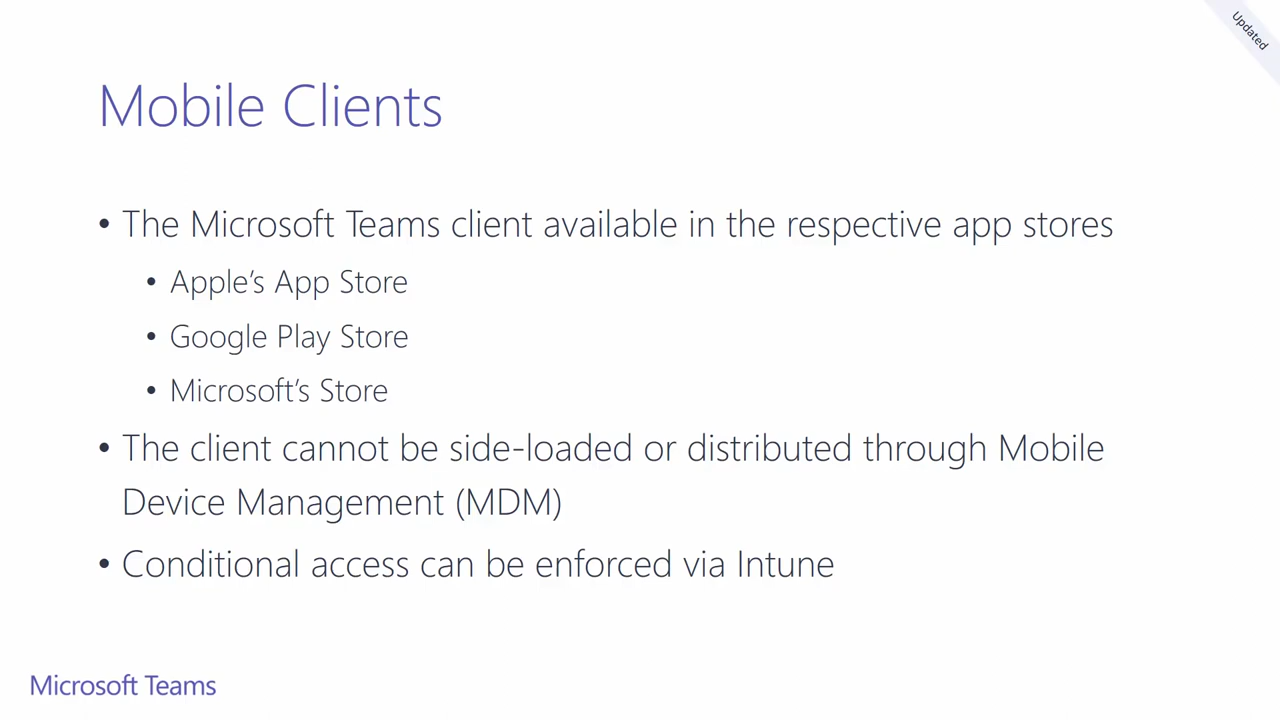 Updated
Mobile Clients
• The Microsoft Teams client available in the respective app stores
• Apple’s App Store
• Google Play Store
• Microsoft’s Store
• The client cannot be side-loaded or distributed through Mobile
Device Management (MDM)
• Conditional access can be enforced via Intune
Microsoft Teams